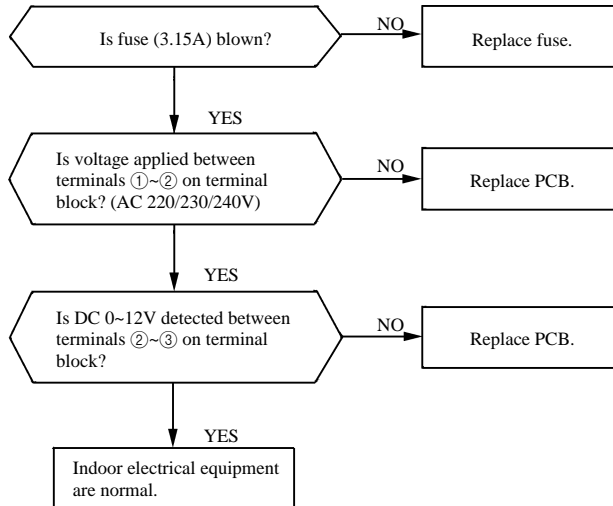 Is fuse (3.15A) blown?
NO
Replace fuse.
YES
Is voltage applied between
terminals ①~② on terminal
block? (AC 220/230/240V)
NO
Replace PCB.
YES
Is DC 0~12V detected between
terminals ②~③ on terminal
block?
NO
Replace PCB.
YES
Indoor electrical equipment
are normal.